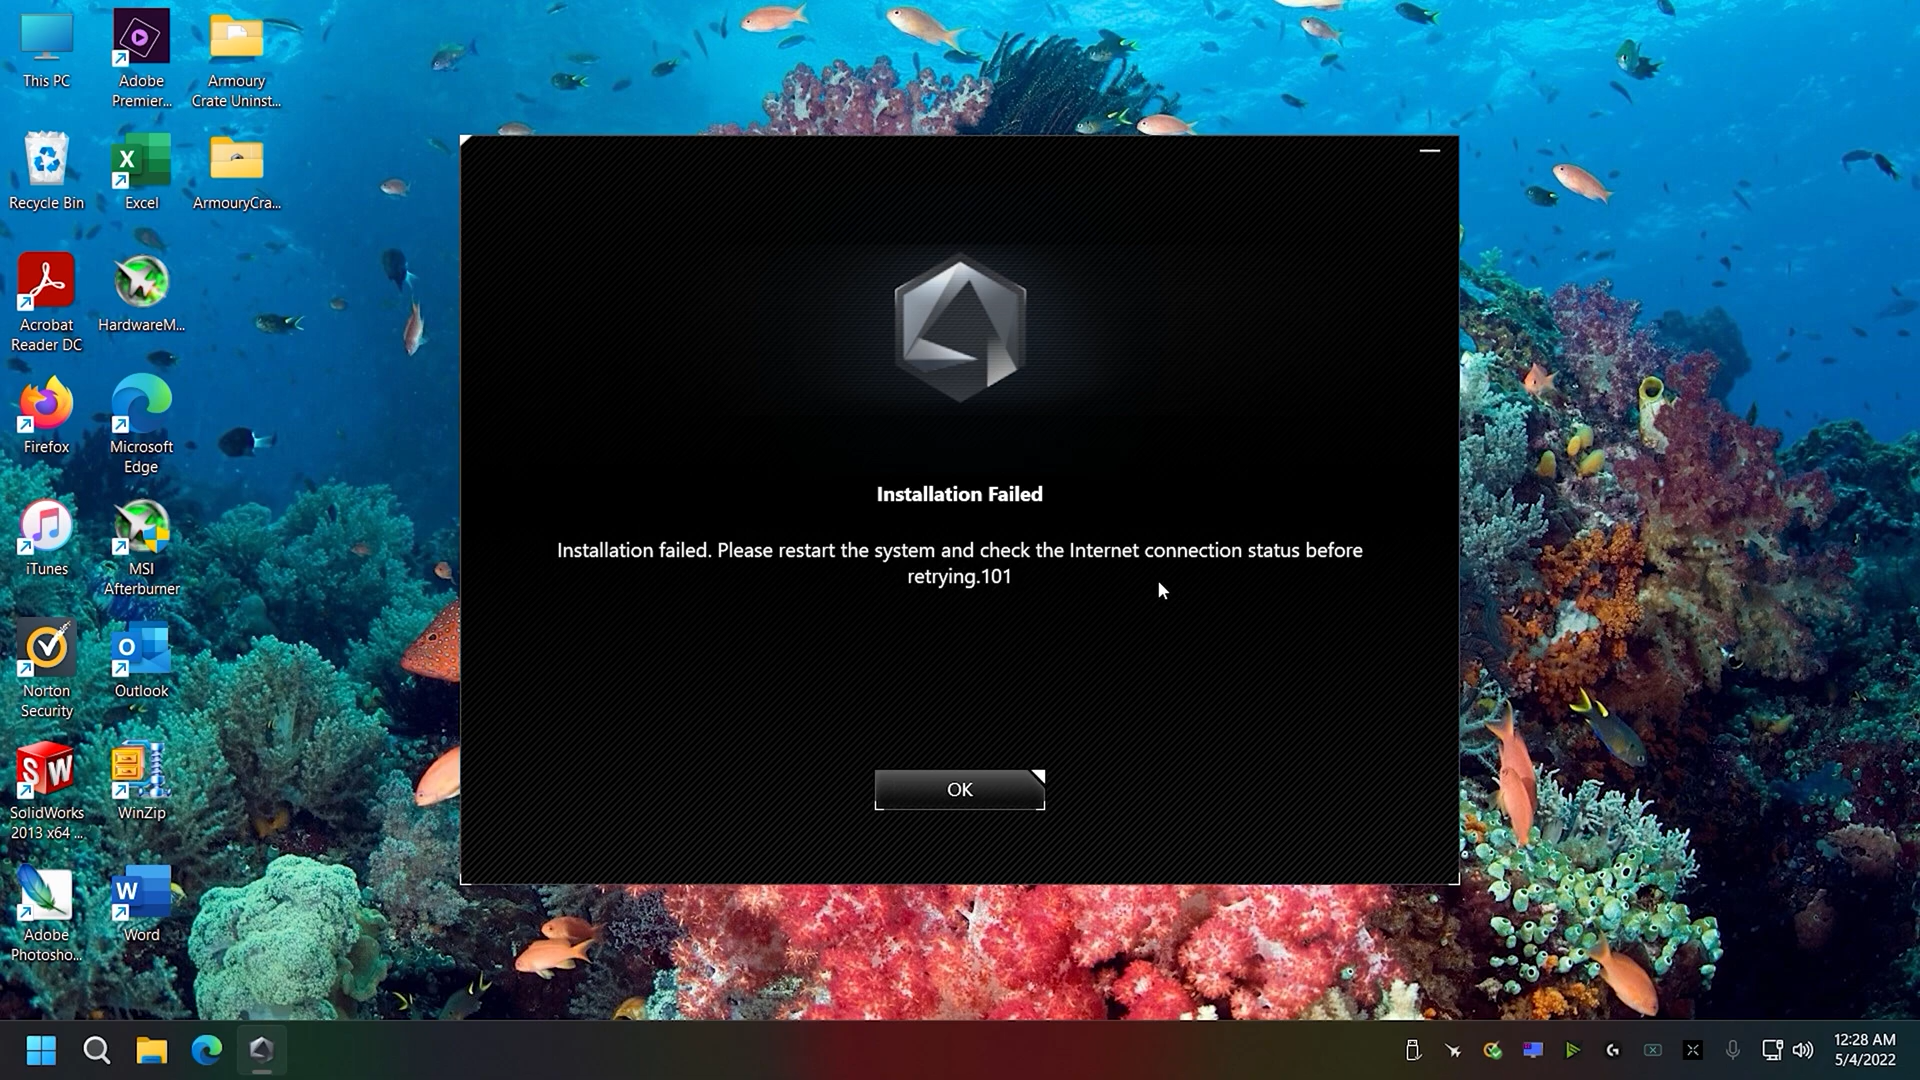 This PC
Adobe
Premier...
Armoury
Crate Uninst...
Recycle Bin
Excel
ArmouryCra...
Acrobat
Reader DC
HardwareM...
Firefox
Microsoft
Edge
iTunes
MSI
Afterburner
Norton
Security
Outlook
SolidWorks
2013 x64 ...
WinZip
Adobe
Photosho...
Word
Installation Failed
Installation failed. Please restart the system and check the Internet connection status before
retrying.101
OK
12:28 AM
5/4/2022